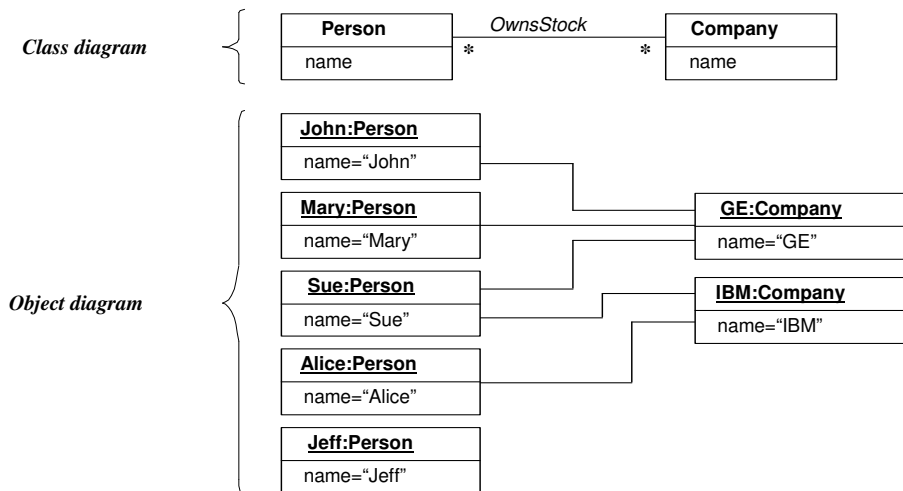 Class diagram
Person
name
OwnsStock
*
*
Company
name
Object diagram
John:Person
name=“John”
Mary:Person
name=“Mary”
Sue:Person
name=“Sue”
Alice:Person
name=“Alice”
Jeff:Person
name=“Jeff”
GE:Company
name=“GE”
IBM:Company
name=“IBM”